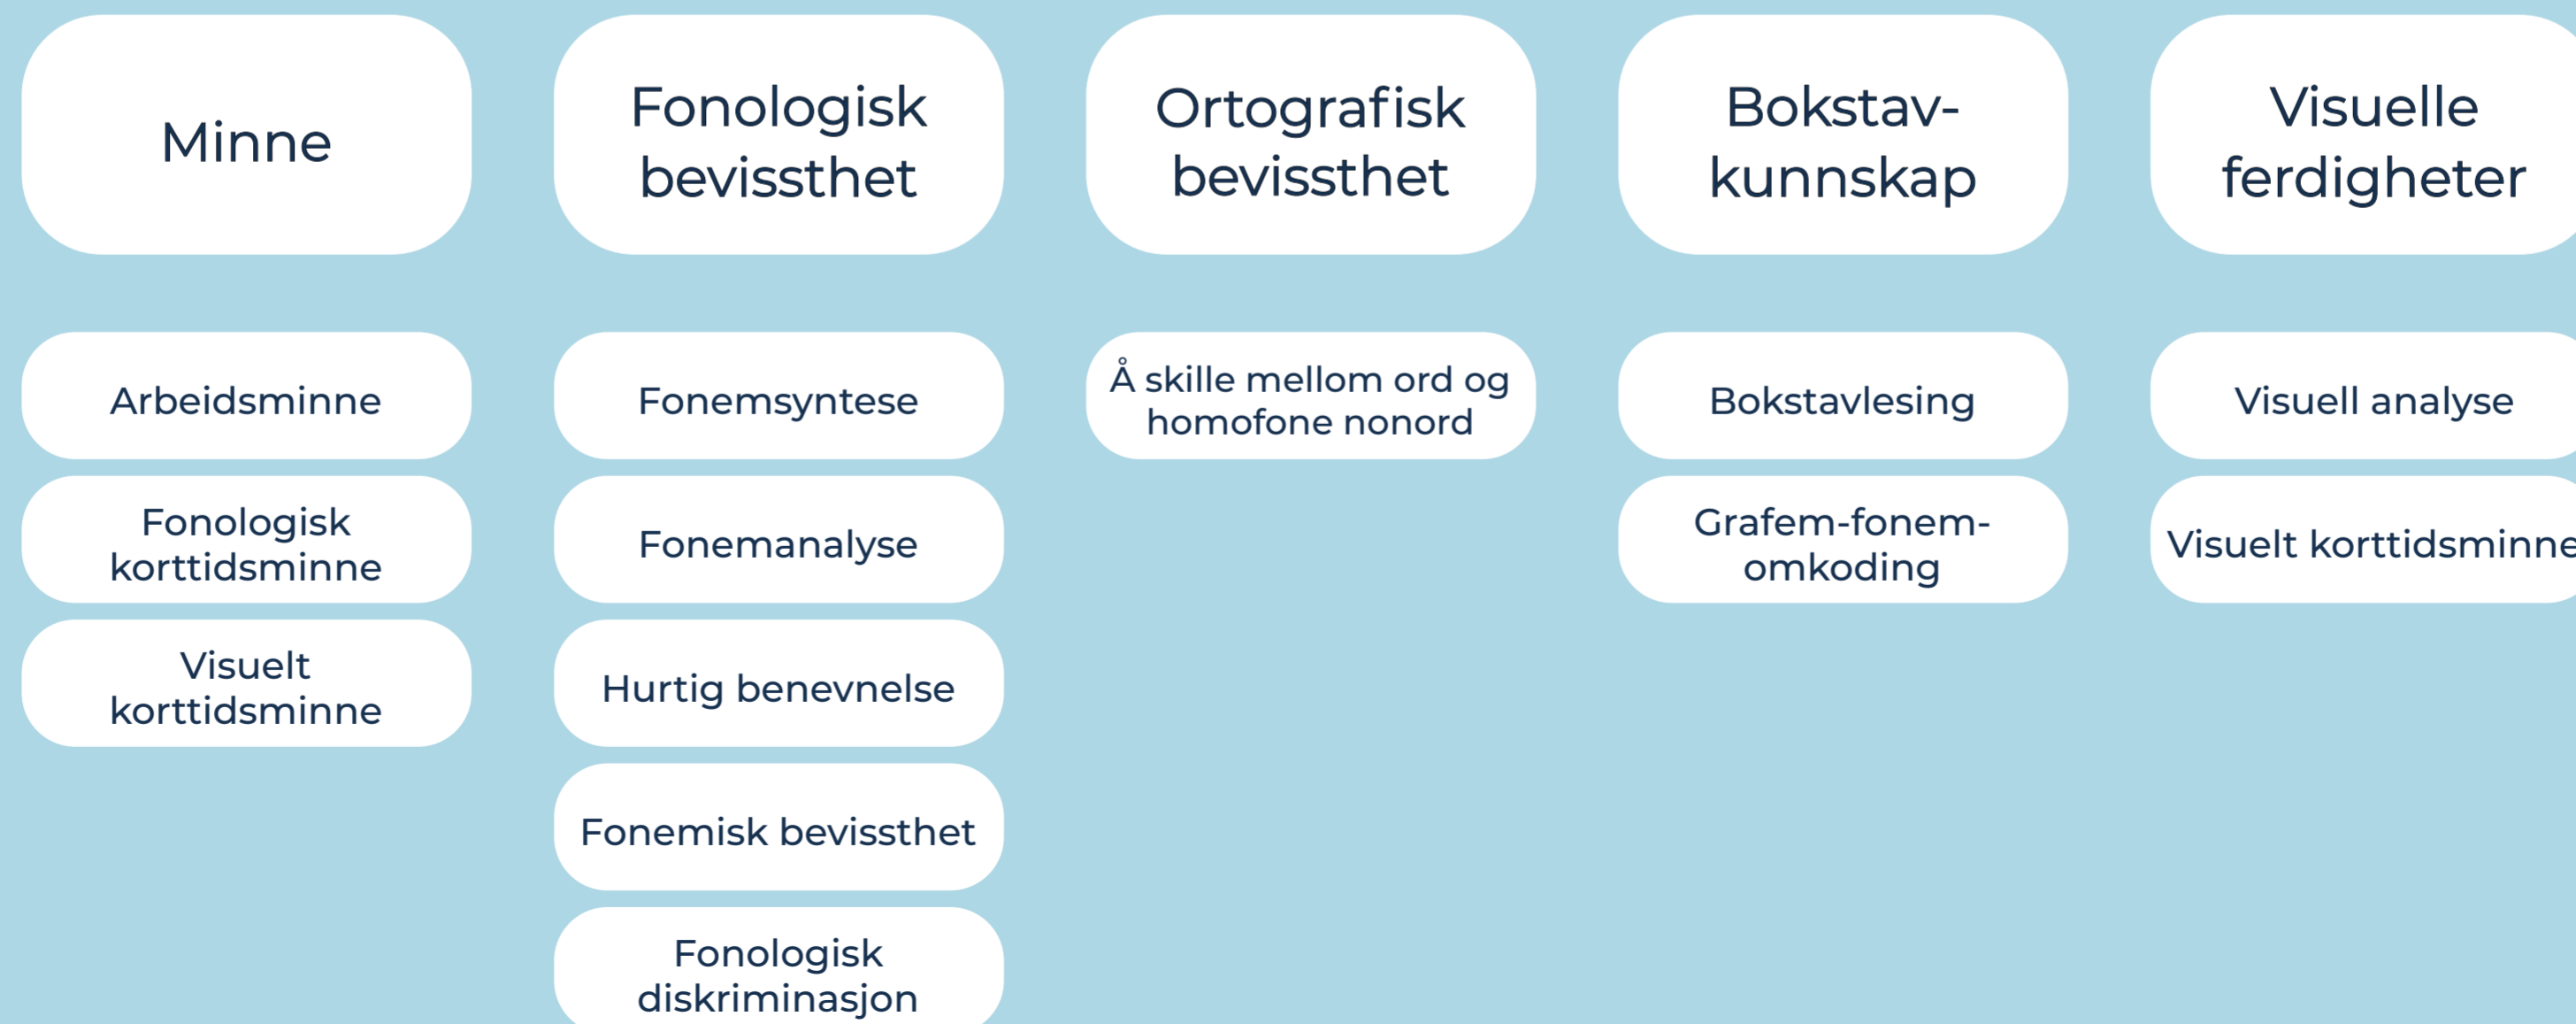 Minne
Fonologisk
bevissthet
Ortografisk
bevissthet
Bokstav-
kunnskap
Visuelle
ferdigheter
Arbeidsminne
Fonologisk
korttidsminne
Visuelt
korttidsminne
Fonemsyntese
Fonemanalyse
Hurtig benevnelse
Fonemisk bevissthet
Fonologisk
diskriminasjon
Å skille mellom ord og
homofone nonord
Bokstavlesing
Grafem-fonem-
omkoding
Visuell analyse
Visuelt korttidsminne